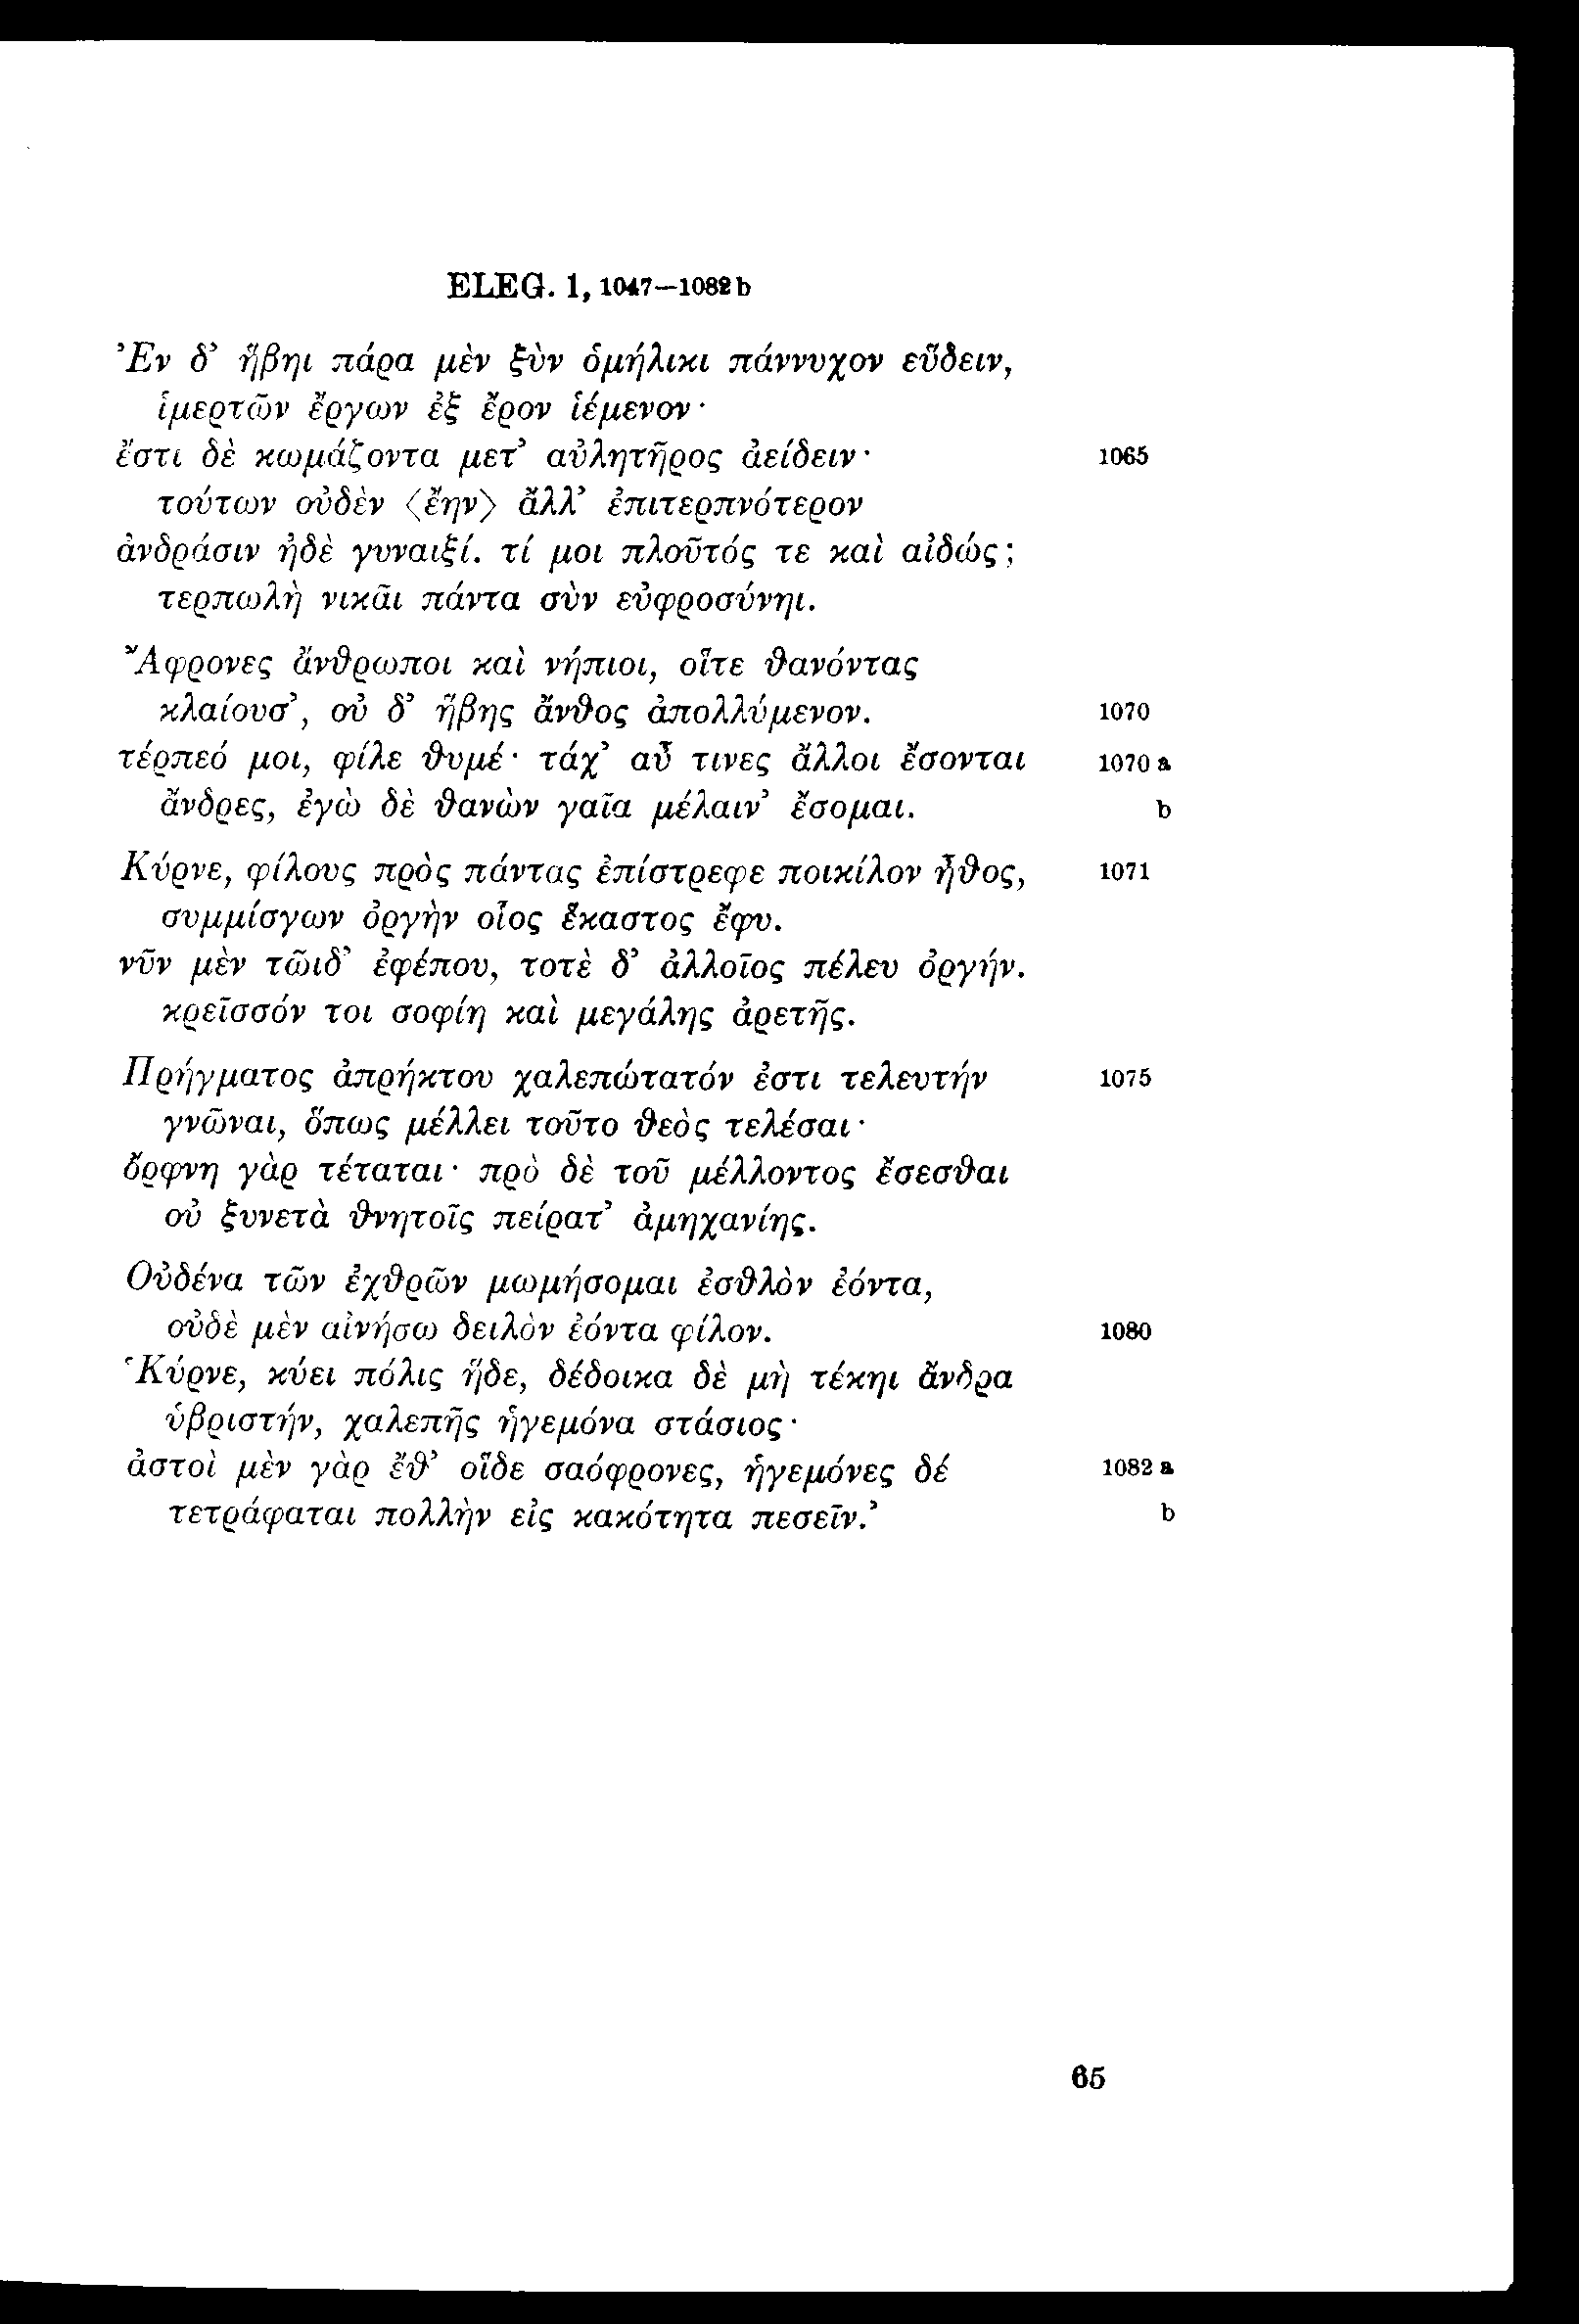 ELEG. 1, 1047—1082 b
Ἐν δ’ ἥβηι πάρα μὲν ξὺν ὁμήλικι πάννυχον εὕδειν,
ἱμερτῶν ἔργων ἐξ ἔρον ἱέμενον·
ἔστι δὲ κωμάζοντα μετ’ αὐλητῆρος ἀείδειν· 1065
τούτων οὐδὲν 〈ἔην〉 ἄλλ’ ἐπιτερπνότερον
ἀνδράσιν ἠδὲ γυναιξί. τί μοι πλοῦτός τε καὶ αἰδώς;
τερπωλὴ νικᾶι πάντα σὺν εὐφροσύνηι.
Ἄφρονες ἄνθρωποι καὶ νήπιοι, οἵτε θανόντας
κλαίουσ’, οὐ δ’ ἥβης ἄνθος ἀπολλύμενον. 1070
τέρπεό μοι, φίλε θυμέ· τάχ’ αὖ τινες ἄλλοι ἔσονται 1070 a
ἄνδρες, ἐγὼ δὲ θανὼν γαῖα μέλαιν’ ἔσομαι. b
Κύρνε, φίλους πρὸς πάντας ἐπίστρεφε ποικίλον ἦθος, 1071
συμμίσγων ὀργὴν οἷος ἕκαστος ἔφυ.
νῦν μὲν τῶιδ’ ἐφέπου, τοτὲ δ’ ἀλλοῖος πέλευ ὀργήν.
κρεῖσσόν τοι σοφίη καὶ μεγάλης ἀρετῆς.
Πρήγματος ἀπρήκτου χαλεπώτατόν ἐστι τελευτήν 1075
γνῶναι, ὅπως μέλλει τοῦτο θεὸς τελέσαι·
ὄρφνη γὰρ τέταται· πρὸ δὲ τοῦ μέλλοντος ἔσεσθαι
οὐ ξυνετὰ θνητοῖς πείρατ’ ἀμηχανίης.
Οὐδένα τῶν ἐχθρῶν μωμήσομαι ἐσθλὸν ἐόντα,
οὐδὲ μὲν αἰνήσω δειλὸν ἐόντα φίλον. 1080
‘Κύρνε, κύει πόλις ἥδε, δέδοικα δὲ μὴ τέκηι ἄνδρα
ὑβριστήν, χαλεπῆς ἡγεμόνα στάσιος·
ἀστοὶ μὲν γὰρ ἔθ’ οἵδε σαόφρονες, ἡγεμόνες δέ 1082 a
τετράφαται πολλὴν εἰς κακότητα πεσεῖν.’ b
65